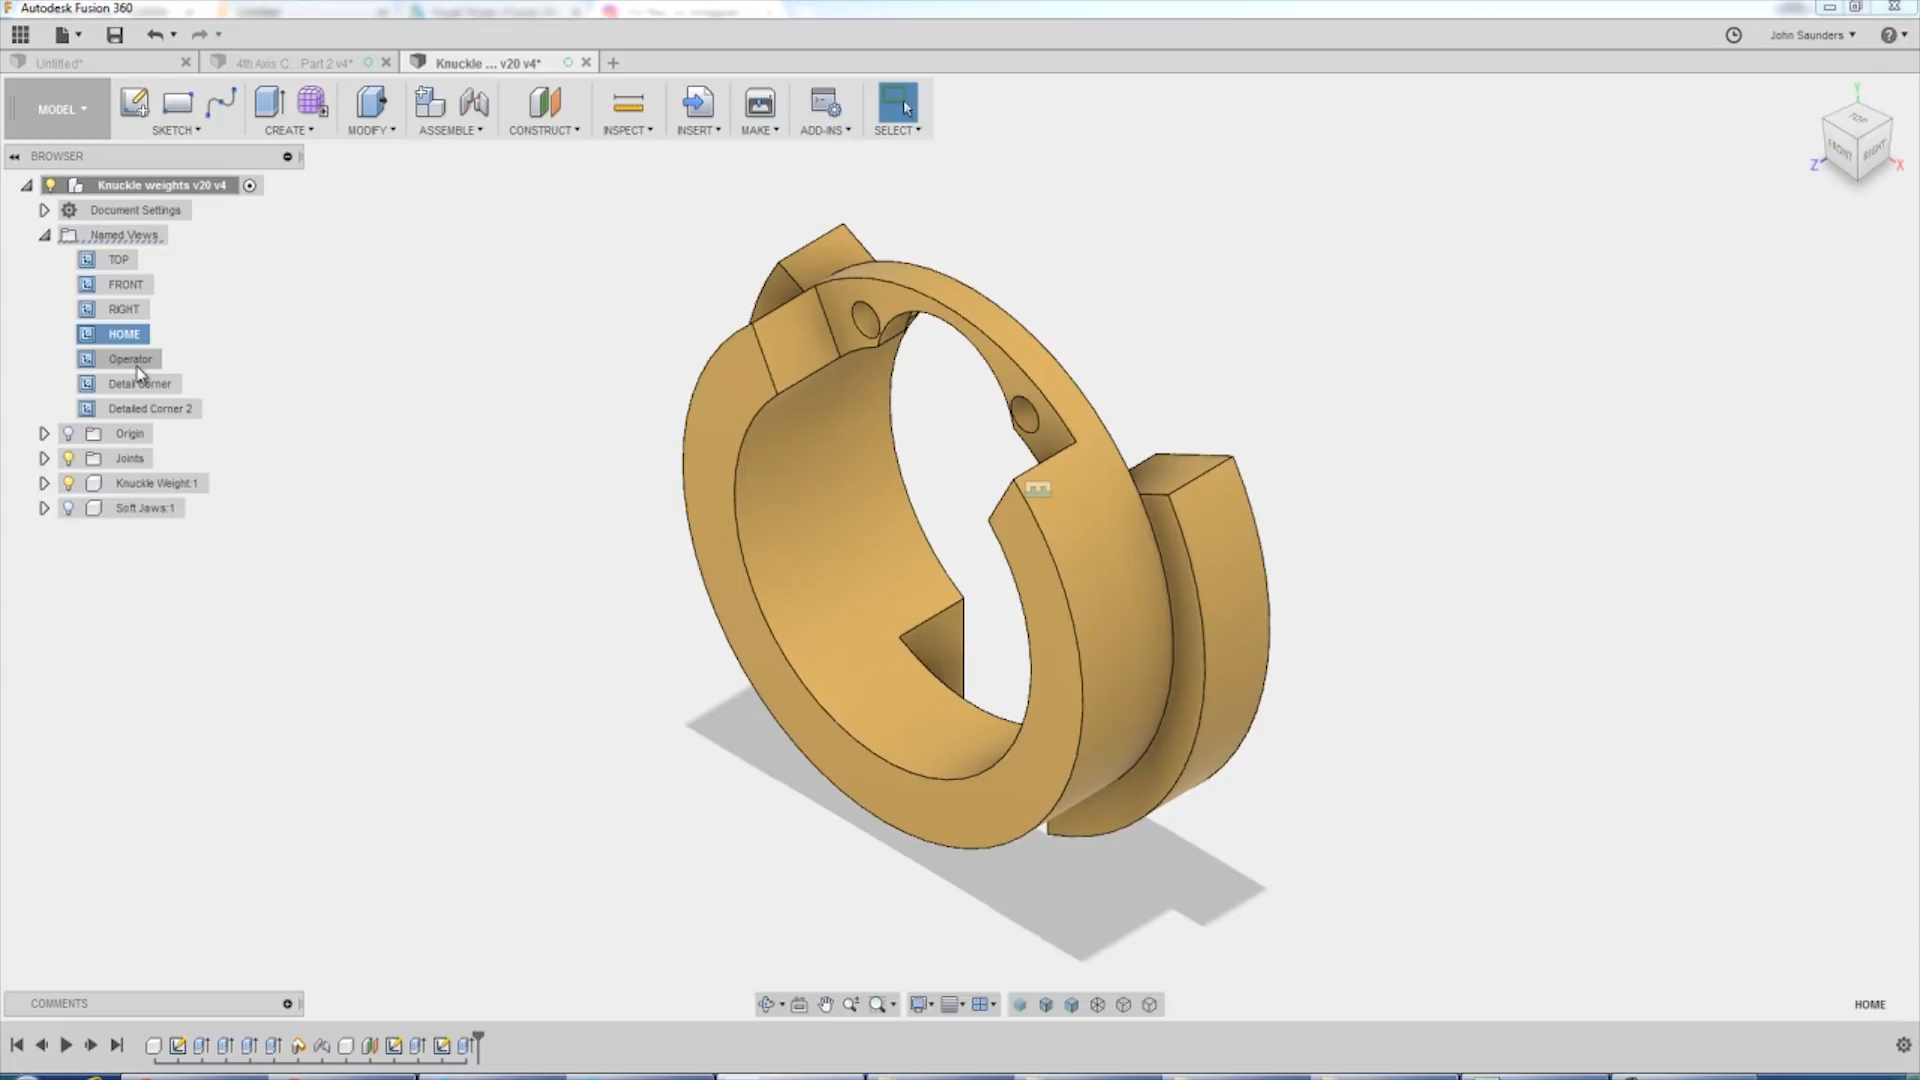 Autodesk Fusion 360
John Saunders
Untitled*
4th Axis C... Part 2 v4*
Knuckle ... v20 v4*
MODEL
SKETCH
CREATE
MODIFY
ASSEMBLE
CONSTRUCT
INSPECT
INSERT
MAKE
ADD-INS
SELECT
TOP
FRONT
RIGHT
Y
Z
X
BROWSER
Knuckle weights v20 v4
Document Settings
Named Views
TOP
FRONT
RIGHT
HOME
Operator
Detail Corner
Detailed Corner 2
Origin
Joints
Knuckle Weight:1
Soft Jaws:1
COMMENTS
HOME